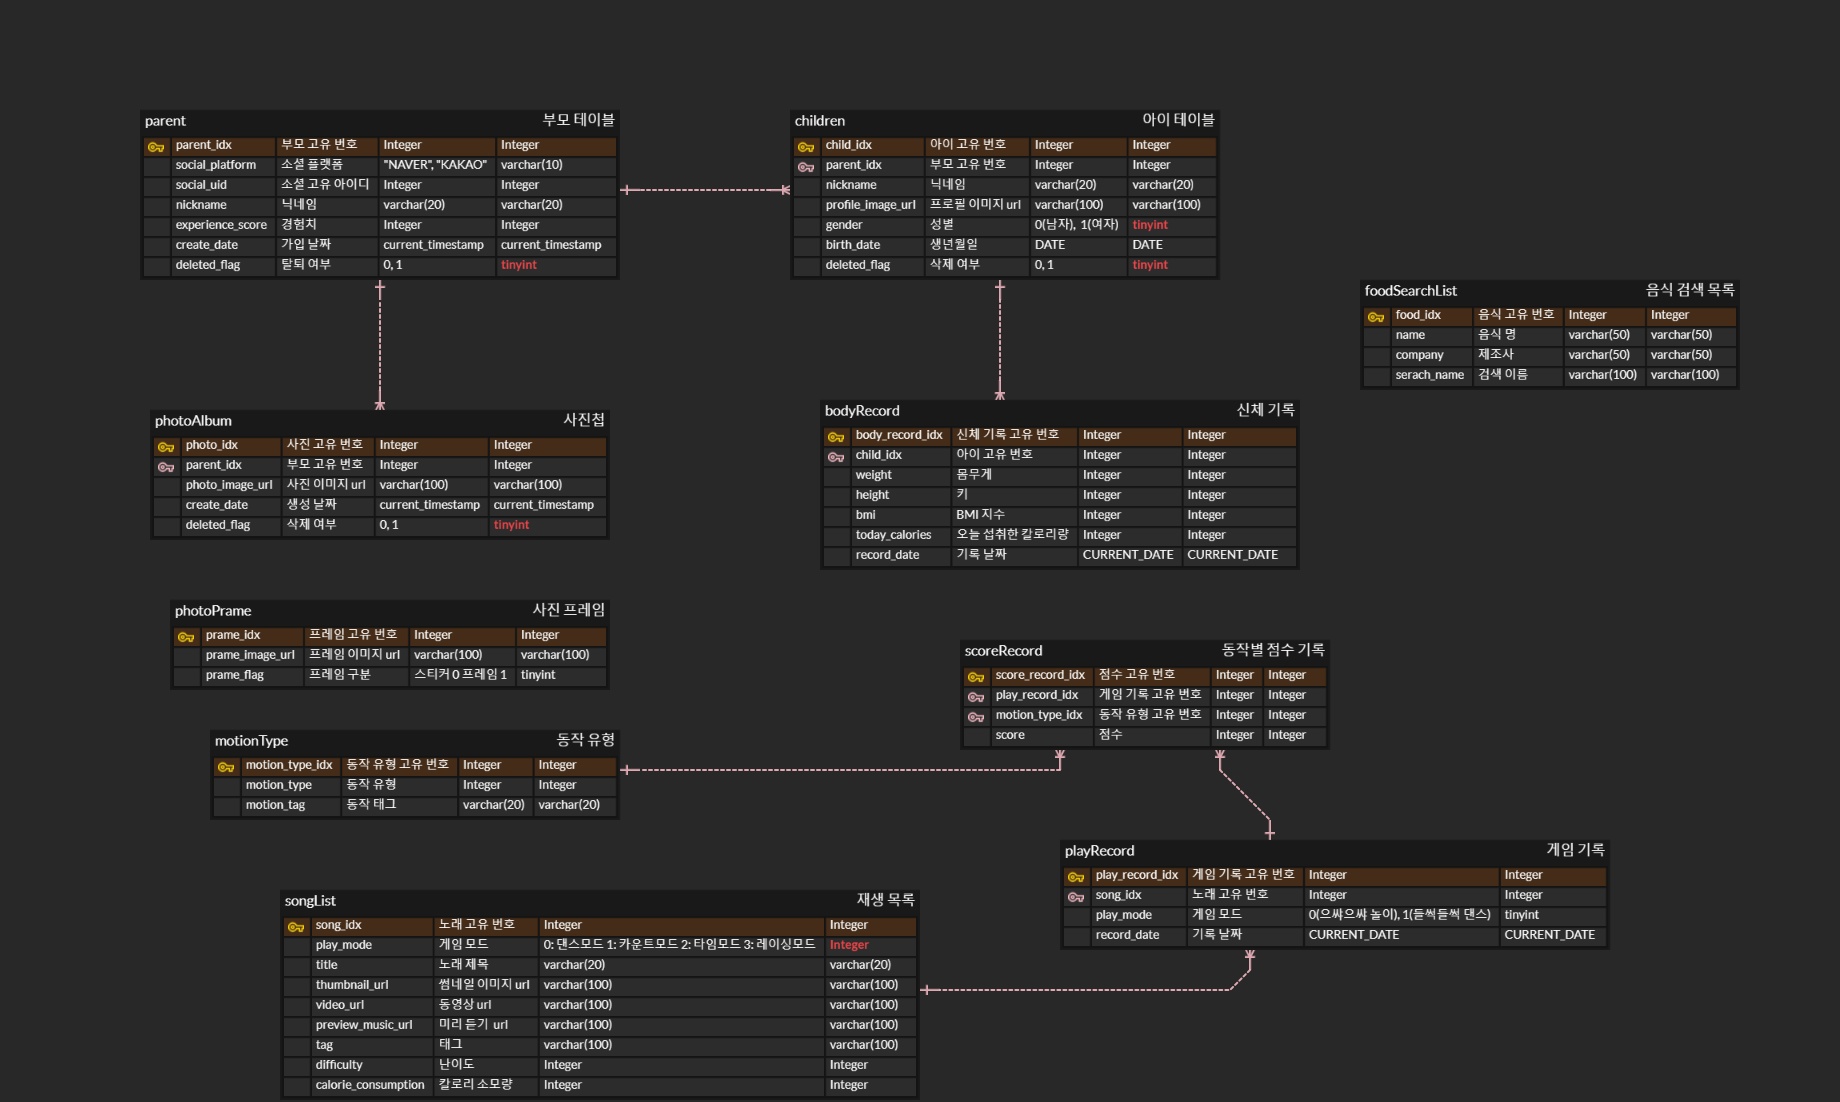 parent 부모 테이블
parent_idx 부모 고유 번호 Integer Integer
social_platform 소셜 플랫폼 "NAVER", "KAKAO" varchar(10)
social_uid 소셜 고유 아이디 Integer Integer
nickname 닉네임 varchar(20) varchar(20)
experience_score 경험치 Integer Integer
create_date 가입 날짜 current_timestamp current_timestamp
deleted_flag 탈퇴 여부 0, 1 tinyint
children 아이 테이블
child_idx 아이 고유 번호 Integer Integer
parent_idx 부모 고유 번호 Integer Integer
nickname 닉네임 varchar(20) varchar(20)
profile_image_url 프로필 이미지 url varchar(100) varchar(100)
gender 성별 0(남자), 1(여자) tinyint
birth_date 생년월일 DATE DATE
deleted_flag 삭제 여부 0, 1 tinyint
foodSearchList 음식 검색 목록
food_idx 음식 고유 번호 Integer Integer
name 음식 명 varchar(50) varchar(50)
company 제조사 varchar(50) varchar(50)
serach_name 검색 이름 varchar(100) varchar(100)
photoAlbum 사진첩
photo_idx 사진 고유 번호 Integer Integer
parent_idx 부모 고유 번호 Integer Integer
photo_image_url 사진 이미지 url varchar(100) varchar(100)
create_date 생성 날짜 current_timestamp current_timestamp
deleted_flag 삭제 여부 0, 1 tinyint
bodyRecord 신체 기록
body_record_idx 신체 기록 고유 번호 Integer Integer
child_idx 아이 고유 번호 Integer Integer
weight 몸무게 Integer Integer
height 키 Integer Integer
bmi BMI 지수 Integer Integer
today_calories 오늘 섭취한 칼로리량 Integer Integer
record_date 기록 날짜 CURRENT_DATE CURRENT_DATE
photoPrame 사진 프레임
prame_idx 프레임 고유 번호 Integer Integer
prame_image_url 프레임 이미지 url varchar(100) varchar(100)
prame_flag 프레임 구분 스티커 0 프레임 1 tinyint
scoreRecord 동작별 점수 기록
score_record_idx 점수 고유 번호 Integer Integer
play_record_idx 게임 기록 고유 번호 Integer Integer
motion_type_idx 동작 유형 고유 번호 Integer Integer
score 점수 Integer Integer
motionType 동작 유형
motion_type_idx 동작 유형 고유 번호 Integer Integer
motion_type 동작 유형 Integer Integer
motion_tag 동작 태그 varchar(20) varchar(20)
playRecord 게임 기록
play_record_idx 게임 기록 고유 번호 Integer Integer
song_idx 노래 고유 번호 Integer Integer
play_mode 게임 모드 0(으쌰으쌰 놀이), 1(들썩들썩 댄스) tinyint
record_date 기록 날짜 CURRENT_DATE CURRENT_DATE
songList 재생 목록
song_idx 노래 고유 번호 Integer Integer
play_mode 게임 모드 0: 댄스모드 1: 카운트모드 2: 타임모드 3: 레이싱모드 Integer
title 노래 제목 varchar(20) varchar(20)
thumbnail_url 썸네일 이미지 url varchar(100) varchar(100)
video_url 동영상 url varchar(100) varchar(100)
preview_music_url 미리 듣기 url varchar(100) varchar(100)
tag 태그 varchar(100) varchar(100)
difficulty 난이도 Integer Integer
calorie_consumption 칼로리 소모량 Integer Integer